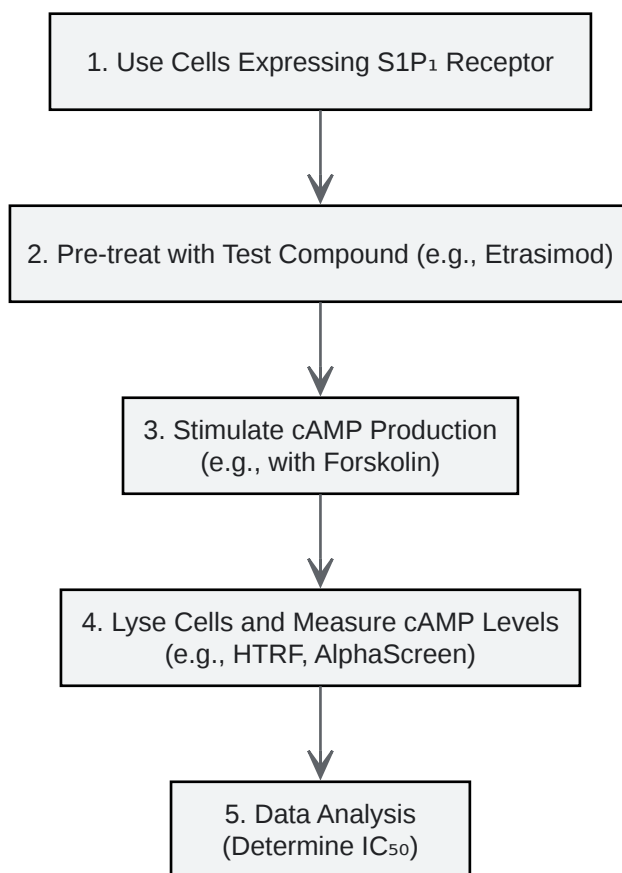 1. Use Cells Expressing S1P₁ Receptor
2. Pre-treat with Test Compound (e.g., Etrasimod)
3. Stimulate cAMP Production
(e.g., with Forskolin)
4. Lyse Cells and Measure cAMP Levels
(e.g., HTRF, AlphaScreen)
5. Data Analysis
(Determine IC₅₀)